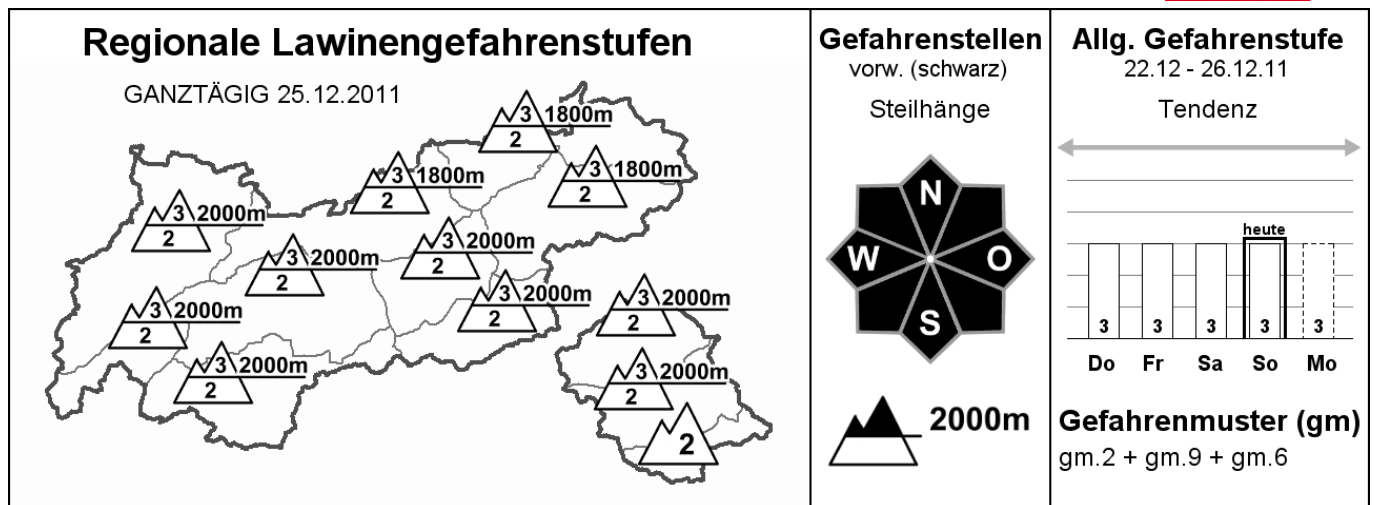 Regionale Lawinengefahrenstufen
GANZTÄGIG 25.12.2011
3 1800m
2
3 1800m
2
3 1800m
2
3 2000m
2
3 2000m
2
3 2000m
2
3 2000m
2
3 2000m
2
3 2000m
2
3 2000m
2
3 2000m
2
2
Gefahrenstellen
vorw. (schwarz)
Steilhänge
N
W O
S
2000m
Allg. Gefahrenstufe
22.12 - 26.12.11
Tendenz
heute
3 3 3 3 3
Do Fr Sa So Mo
Gefahrenmuster (gm)
gm.2 + gm.9 + gm.6